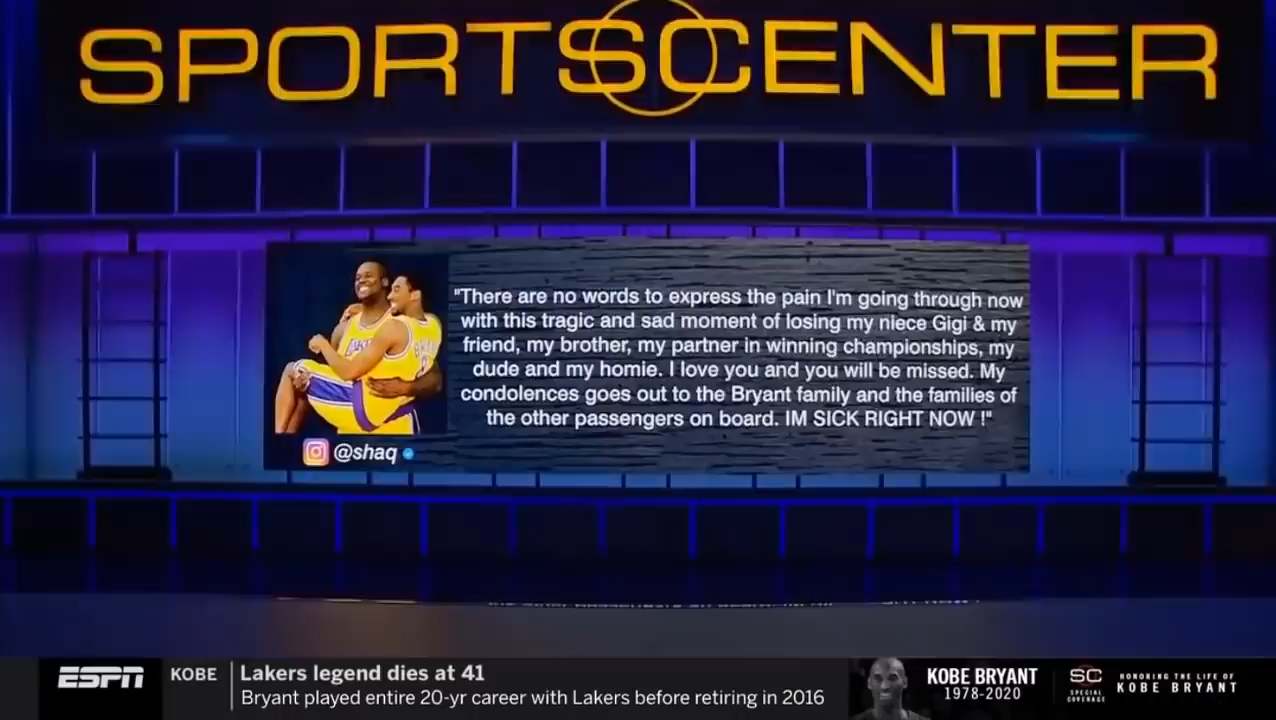 SPORTSCENTER
"There are no words to express the pain I'm going through now
with this tragic and sad moment of losing my niece Gigi & my
friend, my brother, my partner in winning championships, my
dude and my homie. I love you and you will be missed. My
condolences goes out to the Bryant family and the families of
the other passengers on board. IM SICK RIGHT NOW !"
@shaq
ESPN
KOBE
Lakers legend dies at 41
Bryant played entire 20-yr career with Lakers before retiring in 2016
KOBE BRYANT
1978-2020
SC
SPECIAL
COVERAGE
HONORING THE LIFE OF
KOBE BRYANT